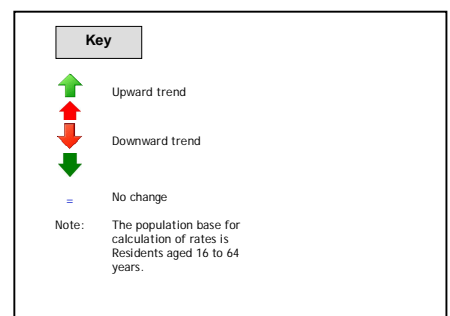 Key
Upward trend
Downward trend
= No change
Note: The population base for
calculation of rates is
Residents aged 16 to 64
years.